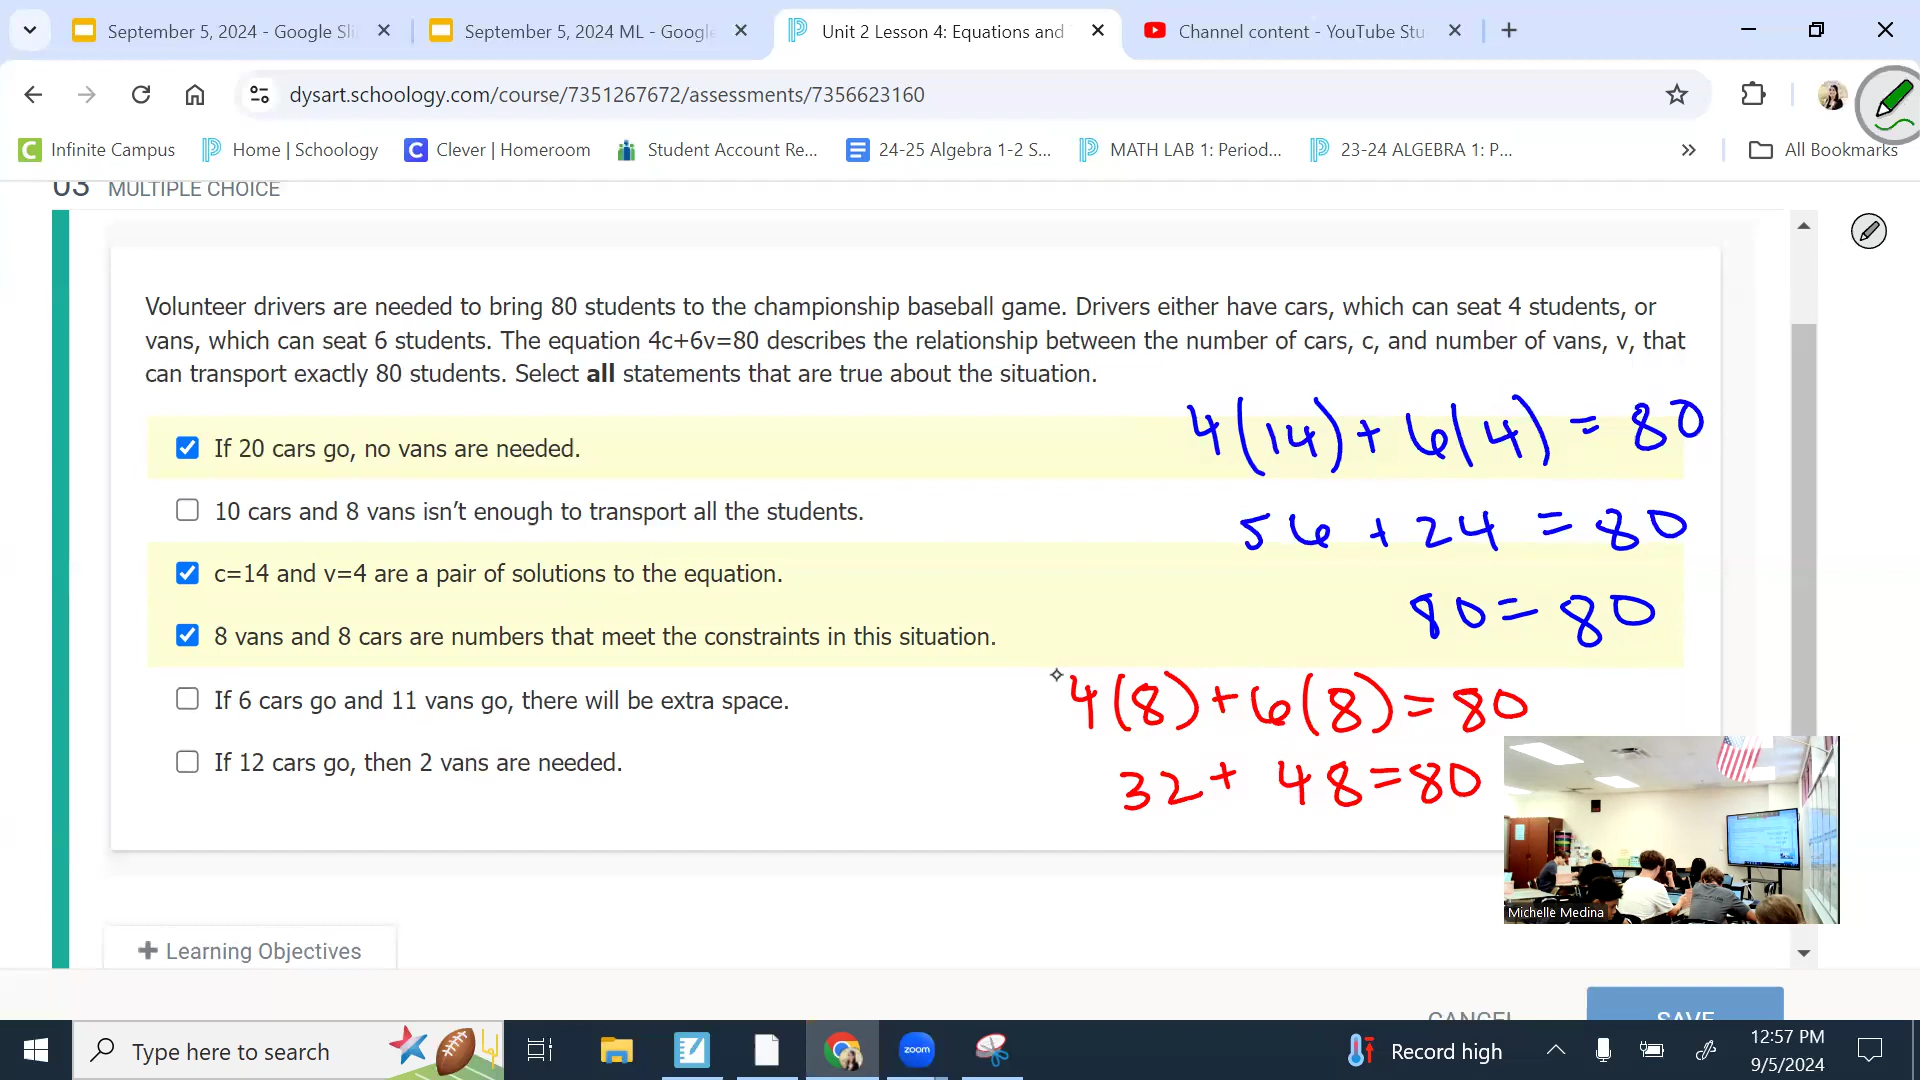 September 5, 2024 - Google Sli
September 5, 2024 ML - Google
Unit 2 Lesson 4: Equations and
Channel content - YouTube Stu
dysart.schoology.com/course/7351267672/assessments/7356623160
Infinite Campus
Home | Schoology
Clever | Homeroom
Student Account Re...
24-25 Algebra 1-2 S...
MATH LAB 1: Period...
23-24 ALGEBRA 1: P...
All Bookmarks
03 MULTIPLE CHOICE
Volunteer drivers are needed to bring 80 students to the championship baseball game. Drivers either have cars, which can seat 4 students, or
vans, which can seat 6 students. The equation 4c+6v=80 describes the relationship between the number of cars, c, and number of vans, v, that
can transport exactly 80 students. Select all statements that are true about the situation.
4(14)+6(4)=80
If 20 cars go, no vans are needed.
10 cars and 8 vans isn’t enough to transport all the students.
56+24=80
c=14 and v=4 are a pair of solutions to the equation.
80=80
8 vans and 8 cars are numbers that meet the constraints in this situation.
If 6 cars go and 11 vans go, there will be extra space.
4(8)+6(8)=80
If 12 cars go, then 2 vans are needed.
32+48=80
Michelle Medina
+ Learning Objectives
CANCEL
SAVE
Type here to search
zoom
Record high
12:57 PM
9/5/2024